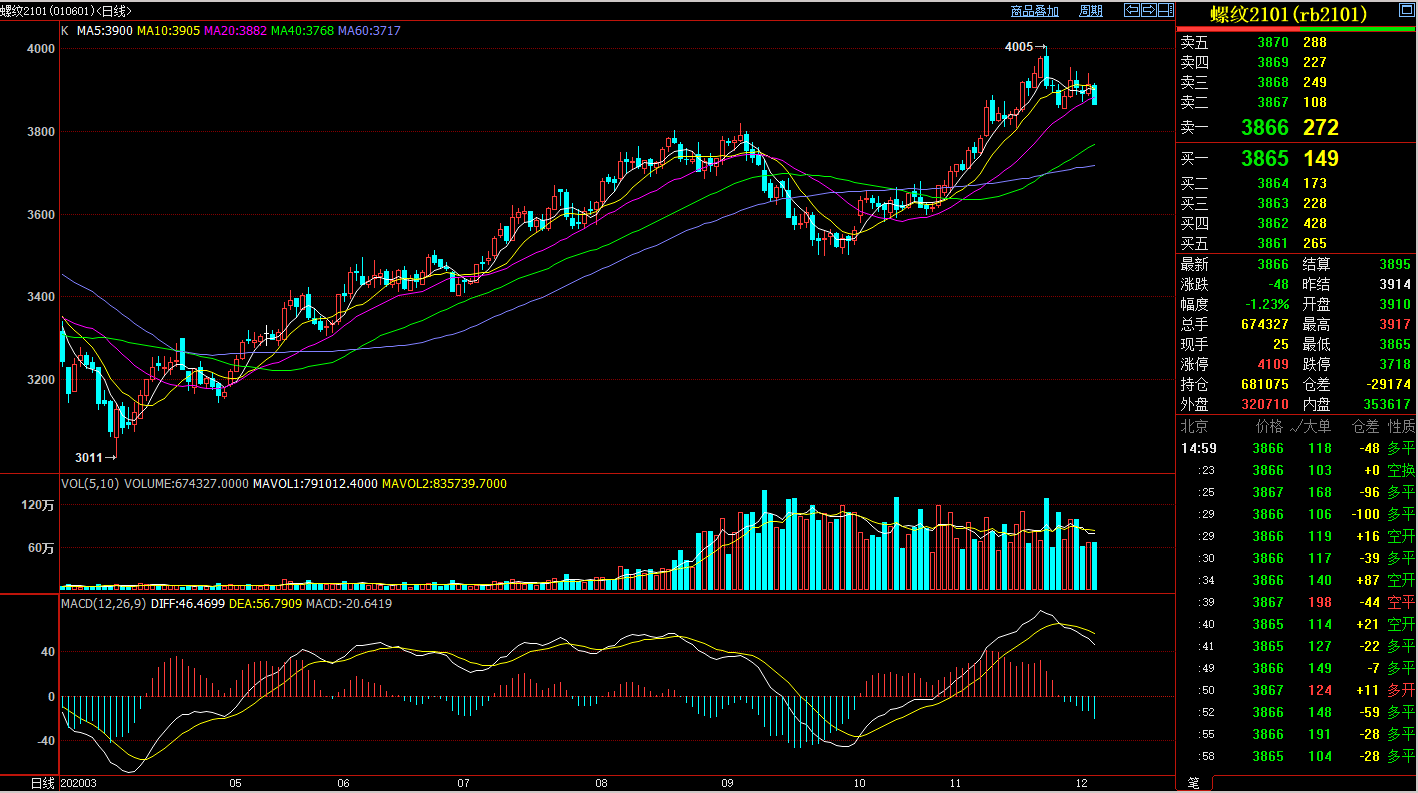 螺纹2101(010601)<日线>
商品叠加 周期
K MA5:3900 MA10:3905 MA20:3882 MA40:3768 MA60:3717
4000
4005
3800
3600
3400
3200
3011
VOL(5,10) VOLUME:674327.0000 MAVOL1:791012.4000 MAVOL2:835739.7000
120万
60万
MACD(12,26,9) DIFF:46.4699 DEA:56.7909 MACD:-20.6419
40
0
-40
日线 202003 05 06 07 08 09 10 11 12
螺纹2101(rb2101)
卖五 3870 288
卖四 3869 227
卖三 3868 249
卖二 3867 108
卖一 3866 272
买一 3865 149
买二 3864 173
买三 3863 228
买四 3862 428
买五 3861 265
最新 3866 结算 3895
涨跌 -48 昨结 3914
幅度 -1.23% 开盘 3910
总手 674327 最高 3917
现手 25 最低 3865
涨停 4109 跌停 3718
持仓 681075 仓差 -29174
外盘 320710 内盘 353617
北京 价格 ✓大单 仓差 性质
14:59 3866 118 -48 多平
:23 3866 103 +0 空换
:25 3867 168 -96 多平
:29 3866 106 -100 多平
:29 3866 119 +16 空开
:30 3866 117 -39 多平
:34 3866 140 +87 空开
:39 3867 198 -44 空平
:40 3865 114 +21 空开
:41 3865 127 -22 多平
:49 3866 149 -7 多平
:50 3867 124 +11 多开
:52 3866 148 -59 多平
:55 3866 191 -28 多平
:58 3865 104 -28 多平
笔